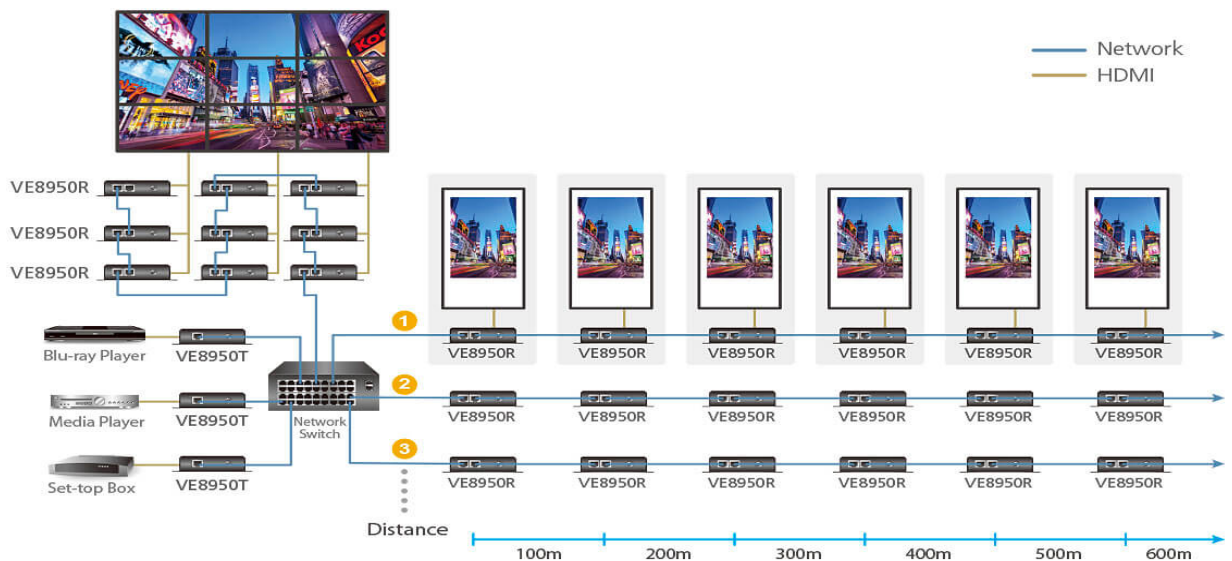 Network
HDMI
VE8950R
VE8950R
VE8950R
Blu-ray Player
VE8950T
Media Player
VE8950T
Set-top Box
VE8950T
Network
Switch
1
VE8950R VE8950R VE8950R VE8950R VE8950R VE8950R
2
VE8950R VE8950R VE8950R VE8950R VE8950R VE8950R
3
VE8950R VE8950R VE8950R VE8950R VE8950R VE8950R
Distance
100m 200m 300m 400m 500m 600m